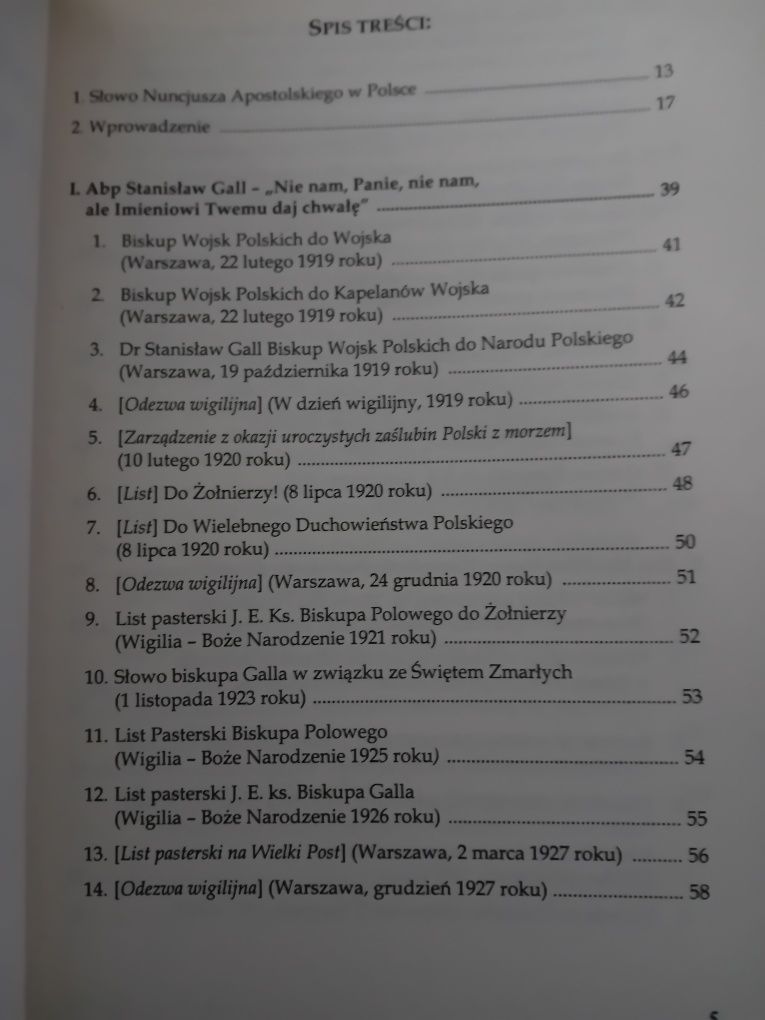 SPIS TREŚCI:
1. Słowo Nuncjusza Apostolskiego w Polsce 13
2. Wprowadzenie 17
I. Abp Stanisław Gall – „Nie nam, Panie, nie nam,
ale Imieniowi Twemu daj chwałę” 39
1. Biskup Wojsk Polskich do Wojska
(Warszawa, 22 lutego 1919 roku) 41
2. Biskup Wojsk Polskich do Kapelanów Wojska
(Warszawa, 22 lutego 1919 roku) 42
3. Dr Stanisław Gall Biskup Wojsk Polskich do Narodu Polskiego
(Warszawa, 19 października 1919 roku) 44
4. [Odezwa wigilijna] (W dzień wigilijny, 1919 roku) 46
5. [Zarządzenie z okazji uroczystych zaślubin Polski z morzem]
(10 lutego 1920 roku) 47
6. [List] Do Żołnierzy! (8 lipca 1920 roku) 48
7. [List] Do Wielebnego Duchowieństwa Polskiego
(8 lipca 1920 roku) 50
8. [Odezwa wigilijna] (Warszawa, 24 grudnia 1920 roku) 51
9. List pasterski J. E. Ks. Biskupa Polowego do Żołnierzy
(Wigilia – Boże Narodzenie 1921 roku) 52
10. Słowo biskupa Galla w związku ze Świętem Zmarłych
(1 listopada 1923 roku) 53
11. List Pasterski Biskupa Polowego
(Wigilia – Boże Narodzenie 1925 roku) 54
12. List pasterski J. E. ks. Biskupa Galla
(Wigilia – Boże Narodzenie 1926 roku) 55
13. [List pasterski na Wielki Post] (Warszawa, 2 marca 1927 roku) 56
14. [Odezwa wigilijna] (Warszawa, grudzień 1927 roku) 58
5